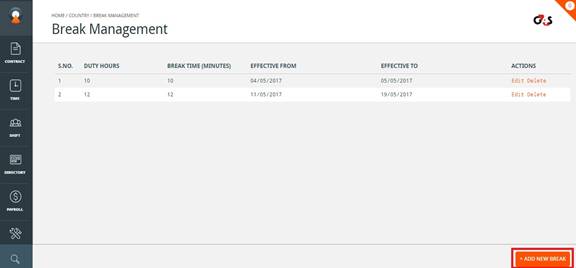 HOME / COUNTRY / BREAK MANAGEMENT
Break Management
G4S
0
CONTRACT
TIME
SHIFT
DIRECTORY
PAYROLL
S.NO. DUTY HOURS BREAK TIME (MINUTES) EFFECTIVE FROM EFFECTIVE TO ACTIONS
1 10 10 04/05/2017 05/05/2017 Edit Delete
2 12 12 11/05/2017 19/05/2017 Edit Delete
+ ADD NEW BREAK